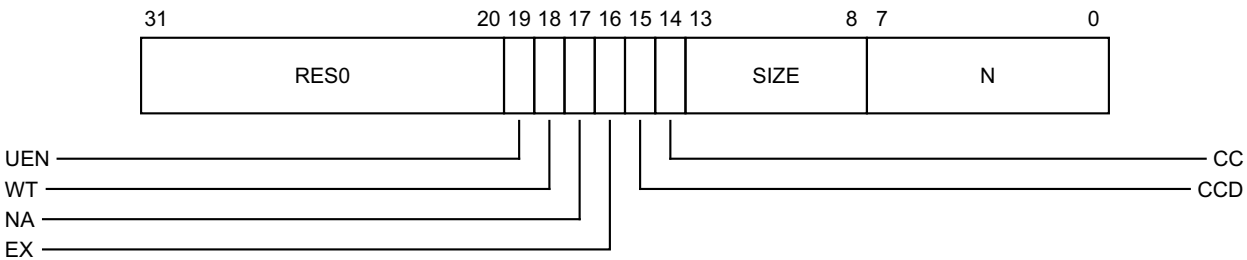 31 20 19 18 17 16 15 14 13 8 7 0
RES0 SIZE N
UEN CC
WT CCD
NA
EX